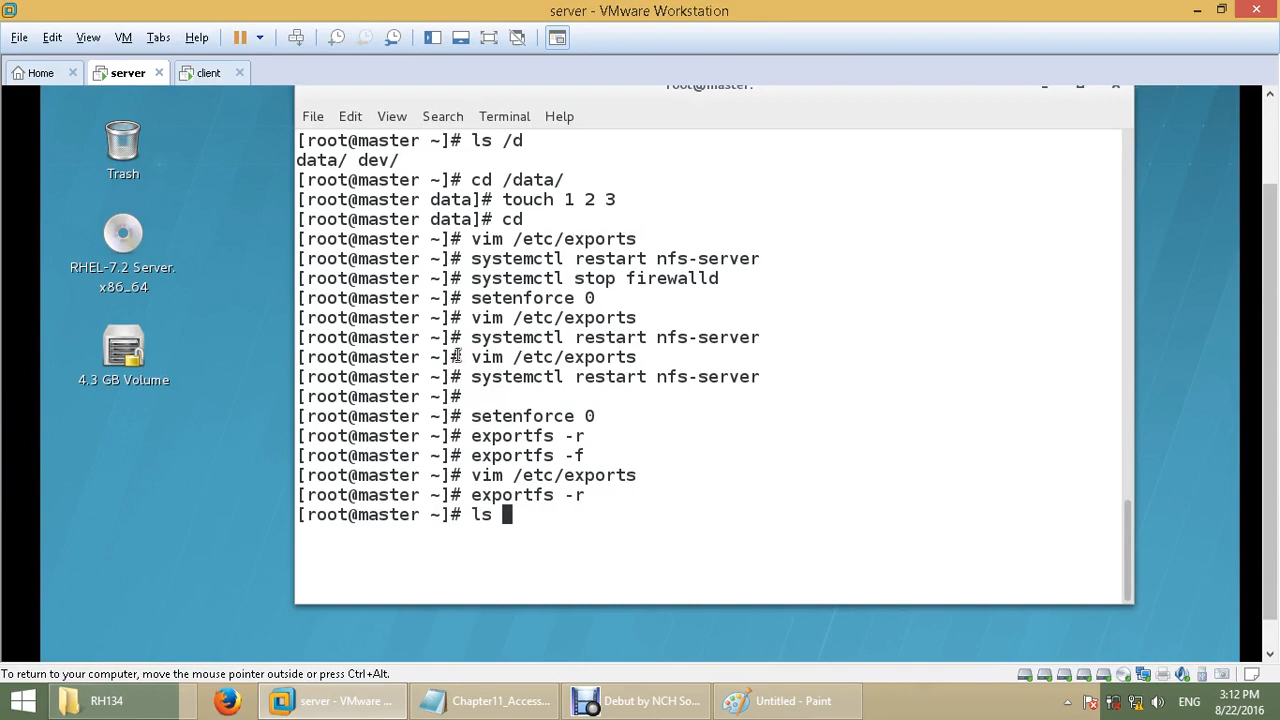 server - VMware Workstation
File Edit View VM Tabs Help
Home server client
File Edit View Search Terminal Help
Trash
RHEL-7.2 Server.
x86_64
4.3 GB Volume
[root@master ~]# ls /d
data/ dev/
[root@master ~]# cd /data/
[root@master data]# touch 1 2 3
[root@master data]# cd
[root@master ~]# vim /etc/exports
[root@master ~]# systemctl restart nfs-server
[root@master ~]# systemctl stop firewalld
[root@master ~]# setenforce 0
[root@master ~]# vim /etc/exports
[root@master ~]# systemctl restart nfs-server
[root@master ~]# vim /etc/exports
[root@master ~]# systemctl restart nfs-server
[root@master ~]#
[root@master ~]# setenforce 0
[root@master ~]# exportfs -r
[root@master ~]# exportfs -f
[root@master ~]# vim /etc/exports
[root@master ~]# exportfs -r
[root@master ~]# ls
To return to your computer, move the mouse pointer outside or press Ctrl+Alt.
RH134 server - VMware ... Chapter11_Access... Debut by NCH So... Untitled - Paint ENG
3:12 PM
8/22/2016